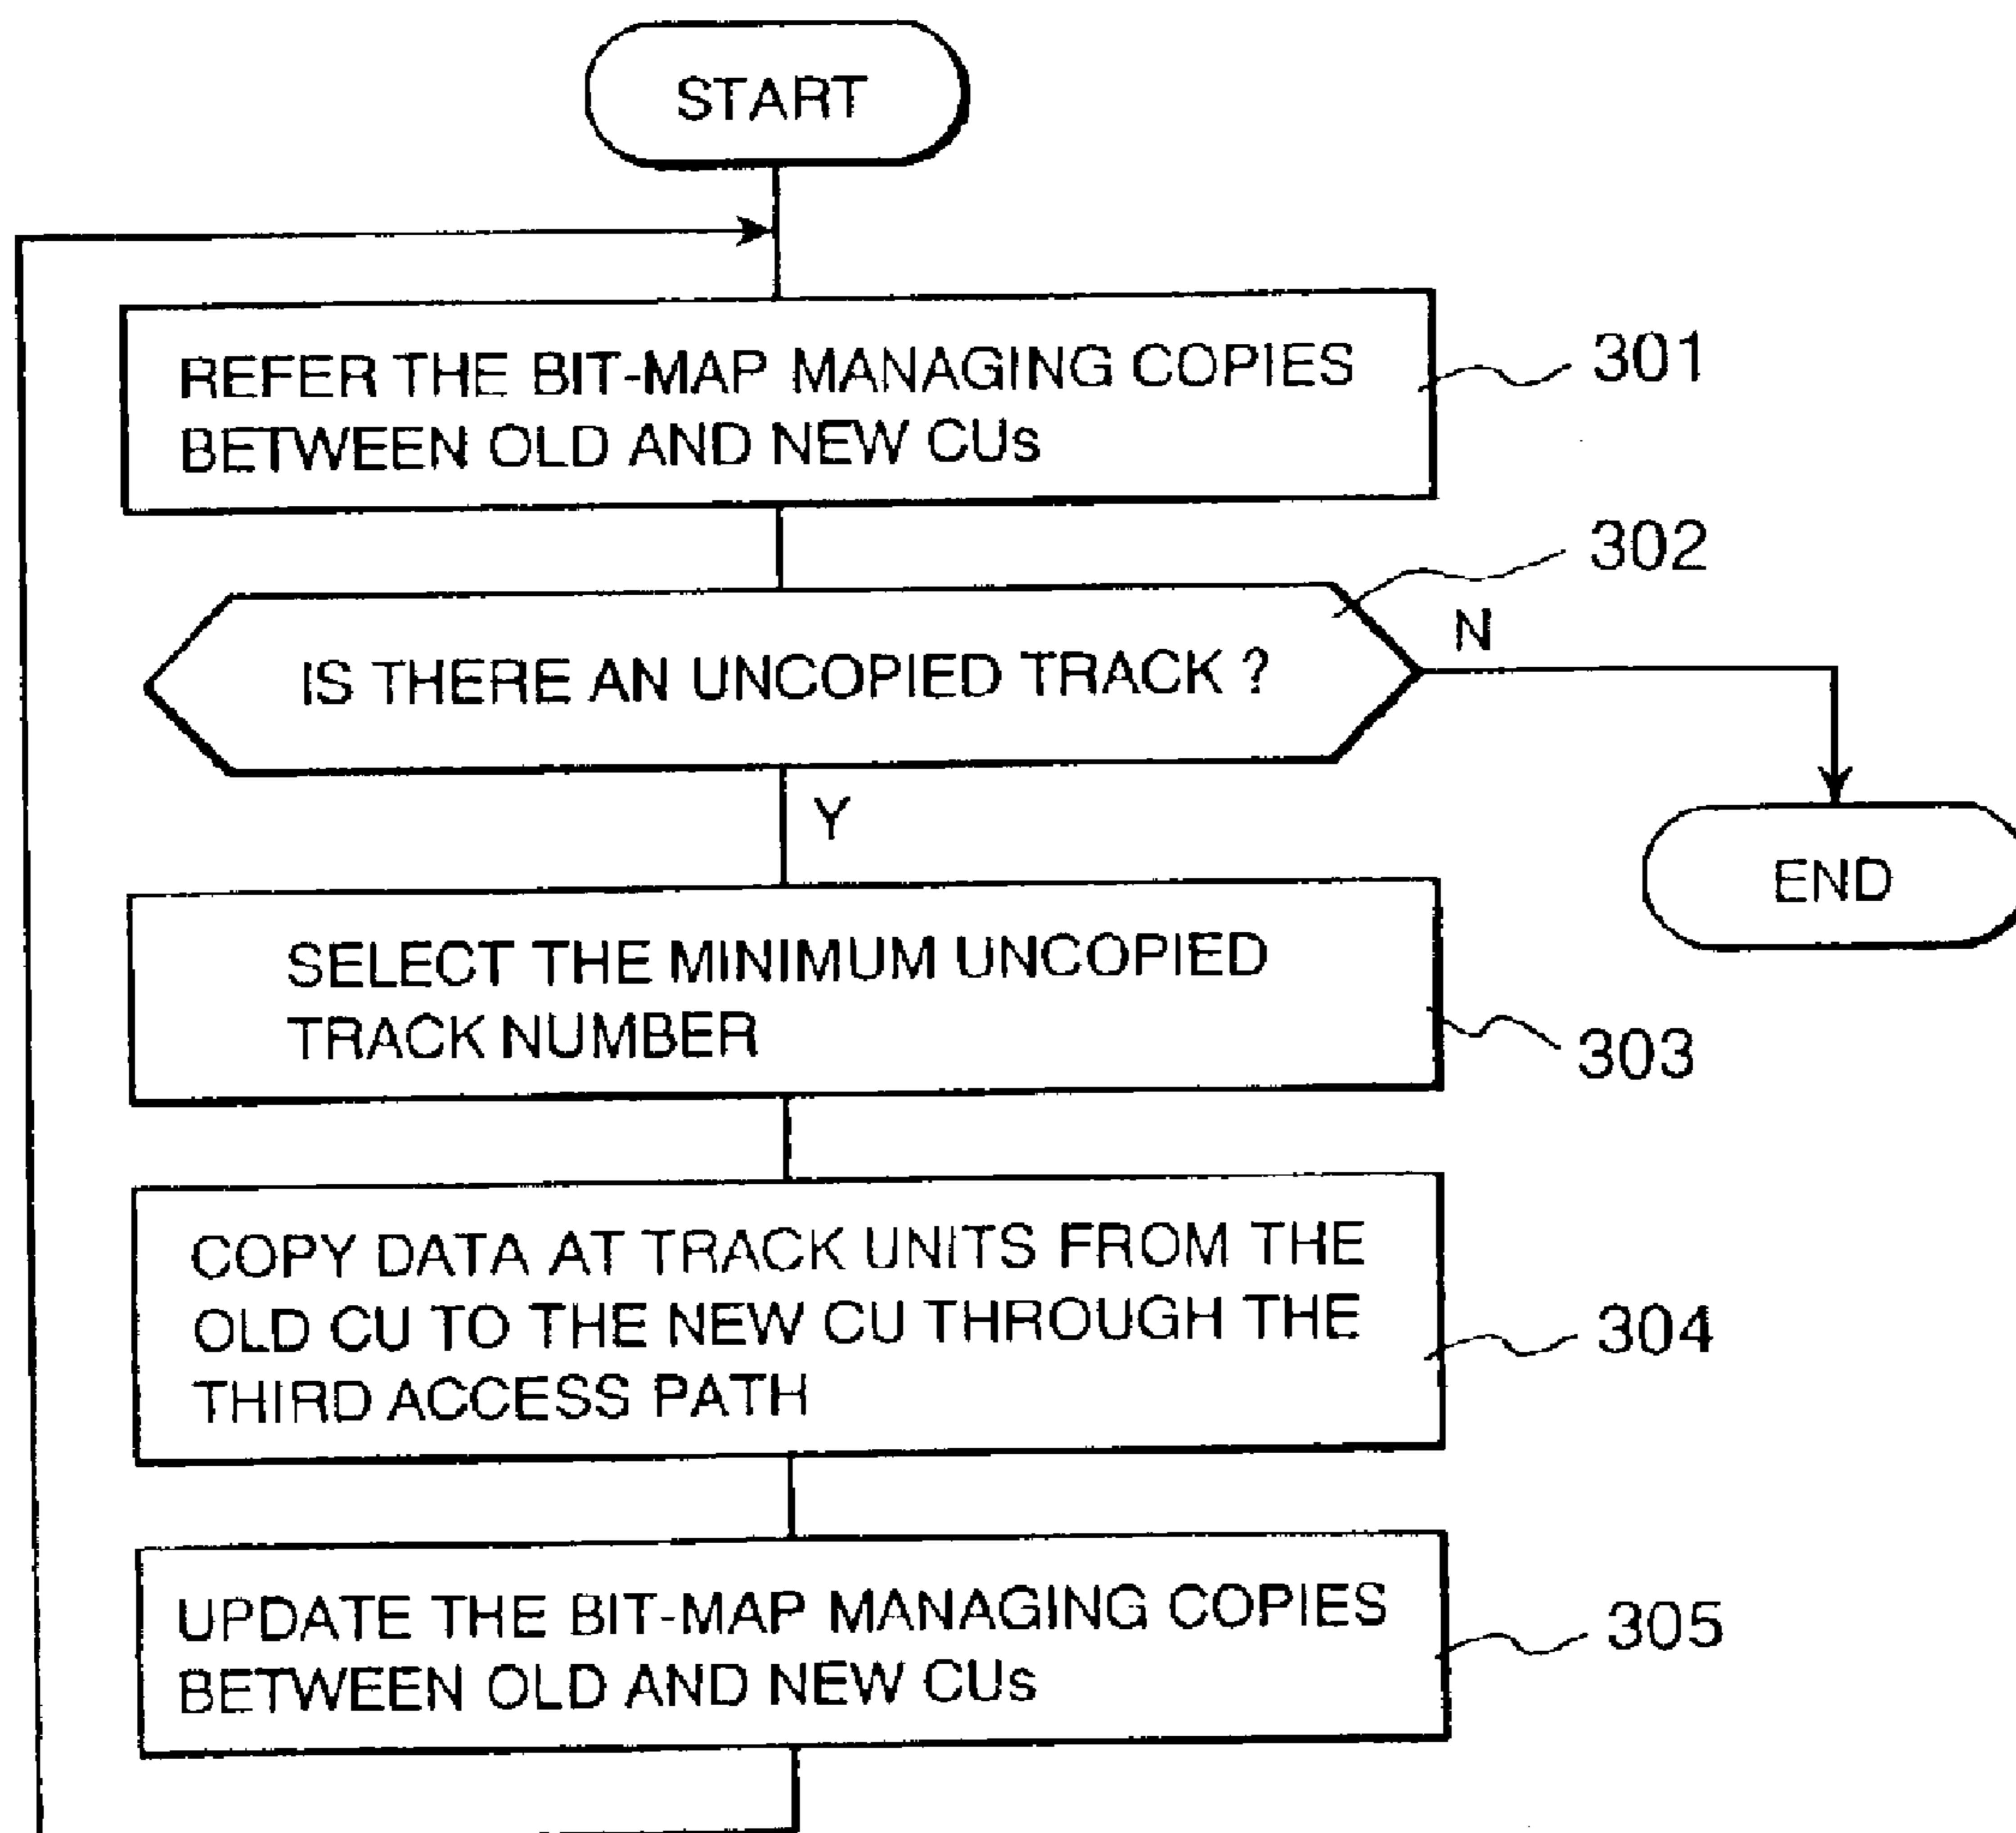 START
REFER THE BIT-MAP MANAGING COPIES
BETWEEN OLD AND NEW CUs
301
302
IS THERE AN UNCOPIED TRACK ?
N
Y
END
SELECT THE MINIMUM UNCOPIED
TRACK NUMBER
303
COPY DATA AT TRACK UNITS FROM THE
OLD CU TO THE NEW CU THROUGH THE
THIRD ACCESS PATH
304
UPDATE THE BIT-MAP MANAGING COPIES
BETWEEN OLD AND NEW CUs
305